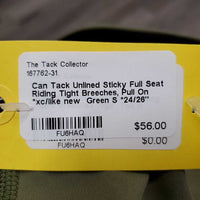 The Tack Collector
167762-31
Can Tack Unlined Sticky Full Seat
Riding Tight Breeches, Pull On
*xc/like new Green S *24/26"
$56.00
FU6HAQ
$0.00
FU6HAQ